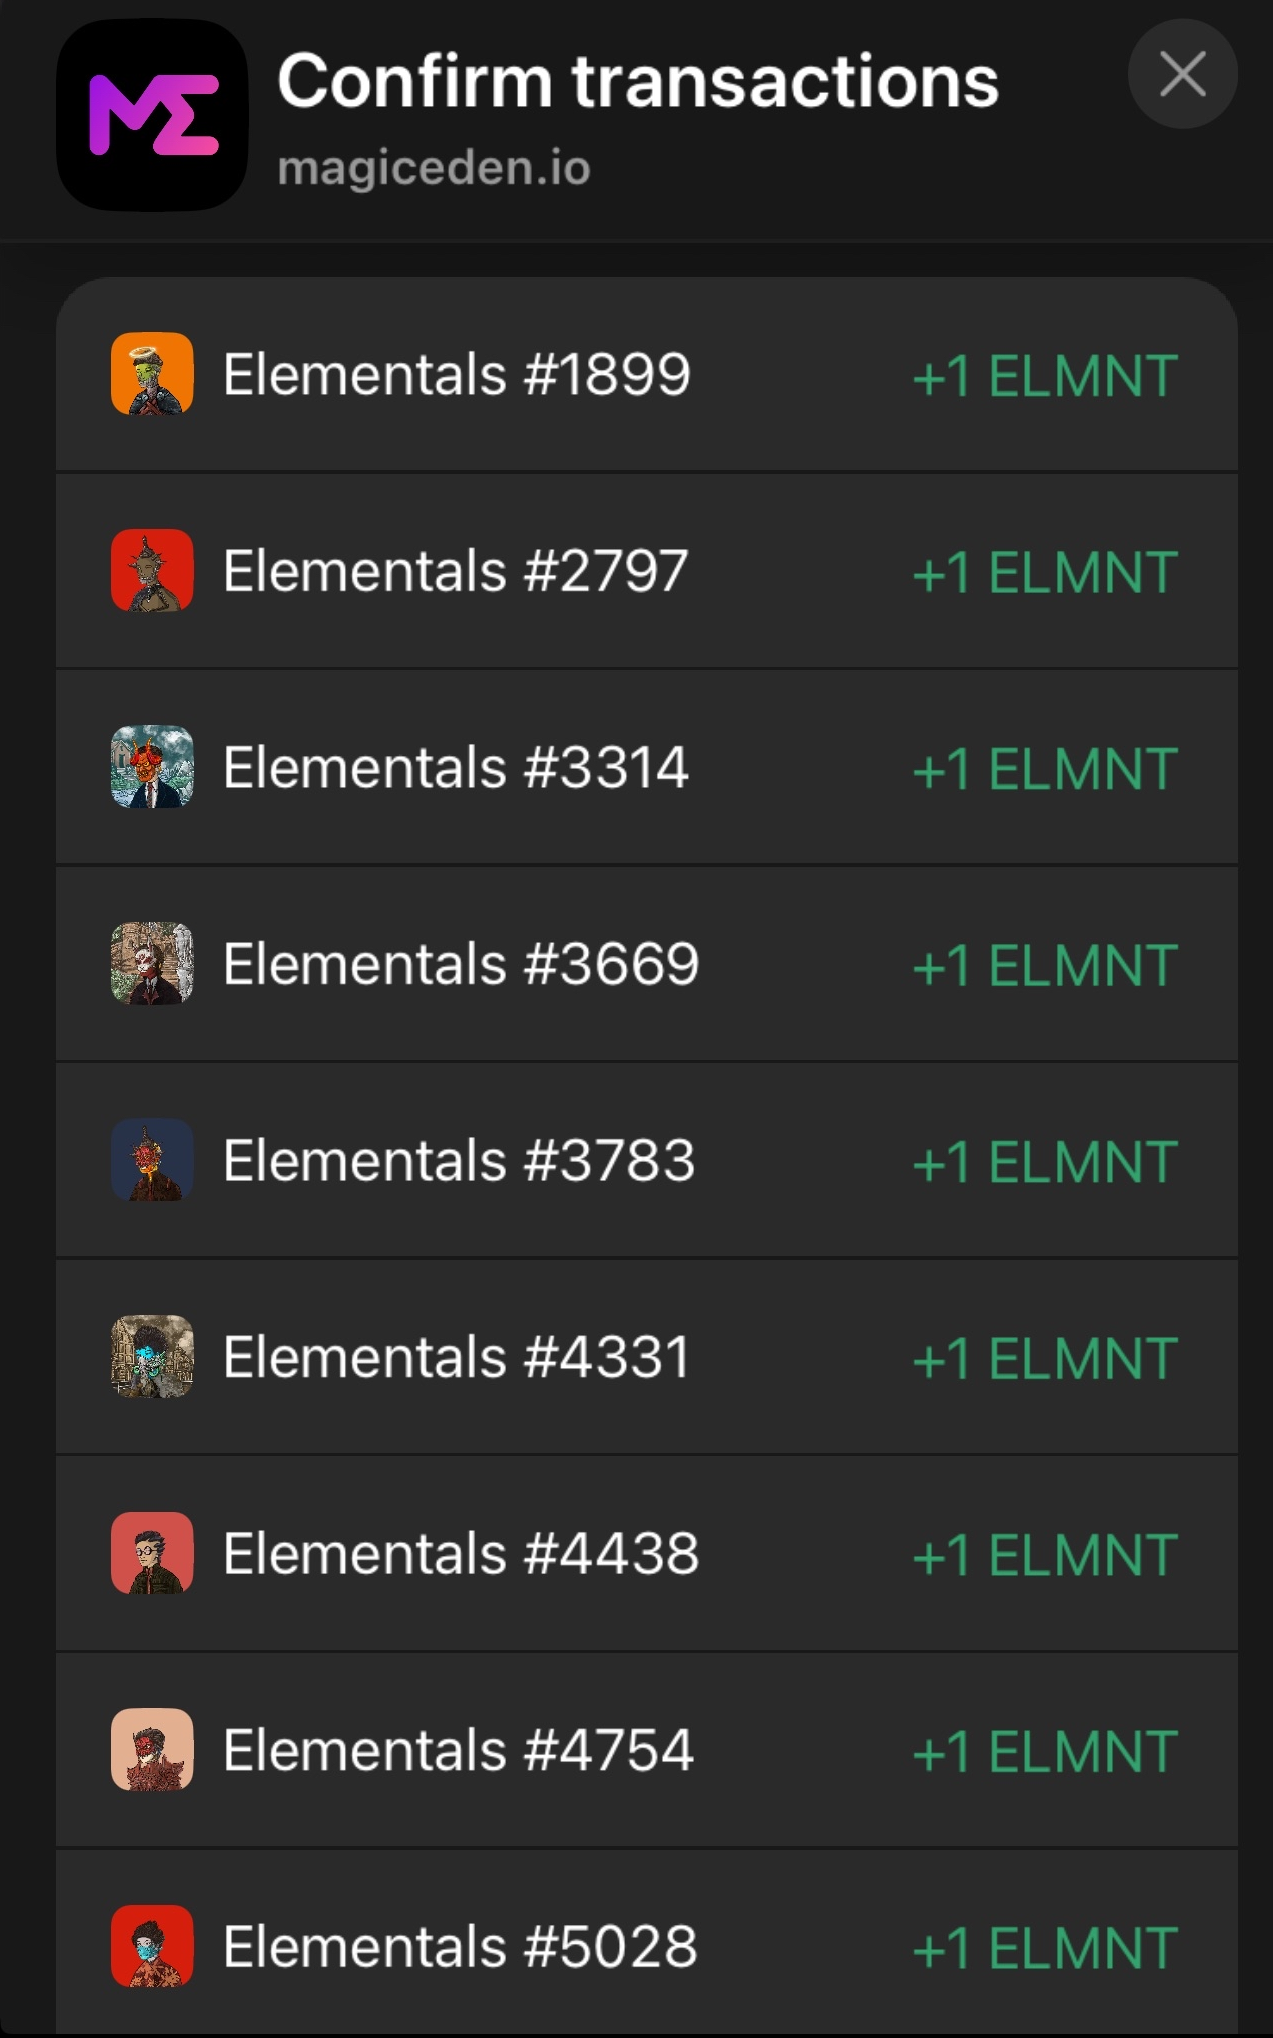 ME
Confirm transactions
magiceden.io
Elementals #1899 +1 ELMNT
Elementals #2797 +1 ELMNT
Elementals #3314 +1 ELMNT
Elementals #3669 +1 ELMNT
Elementals #3783 +1 ELMNT
Elementals #4331 +1 ELMNT
Elementals #4438 +1 ELMNT
Elementals #4754 +1 ELMNT
Elementals #5028 +1 ELMNT